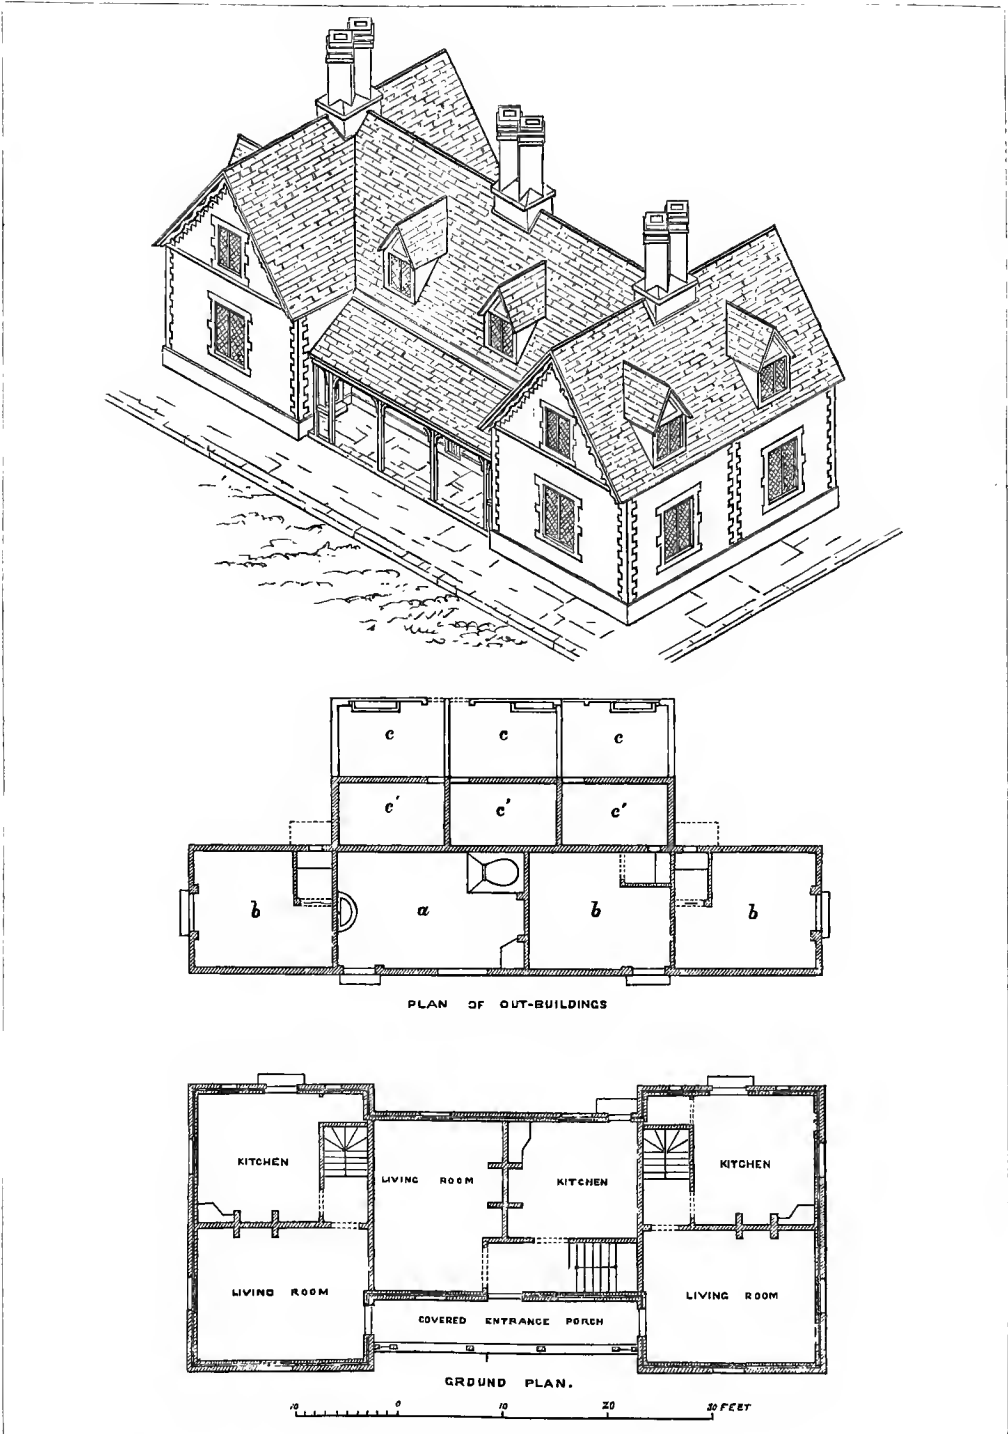 c c c
c' c' c'
b a b b
PLAN OF OUT-BUILDINGS
KITCHEN
LIVING ROOM
KITCHEN
KITCHEN
LIVING ROOM
LIVING ROOM
COVERED ENTRANCE PORCH
GROUND PLAN.
10 0 10 20 30 FEET